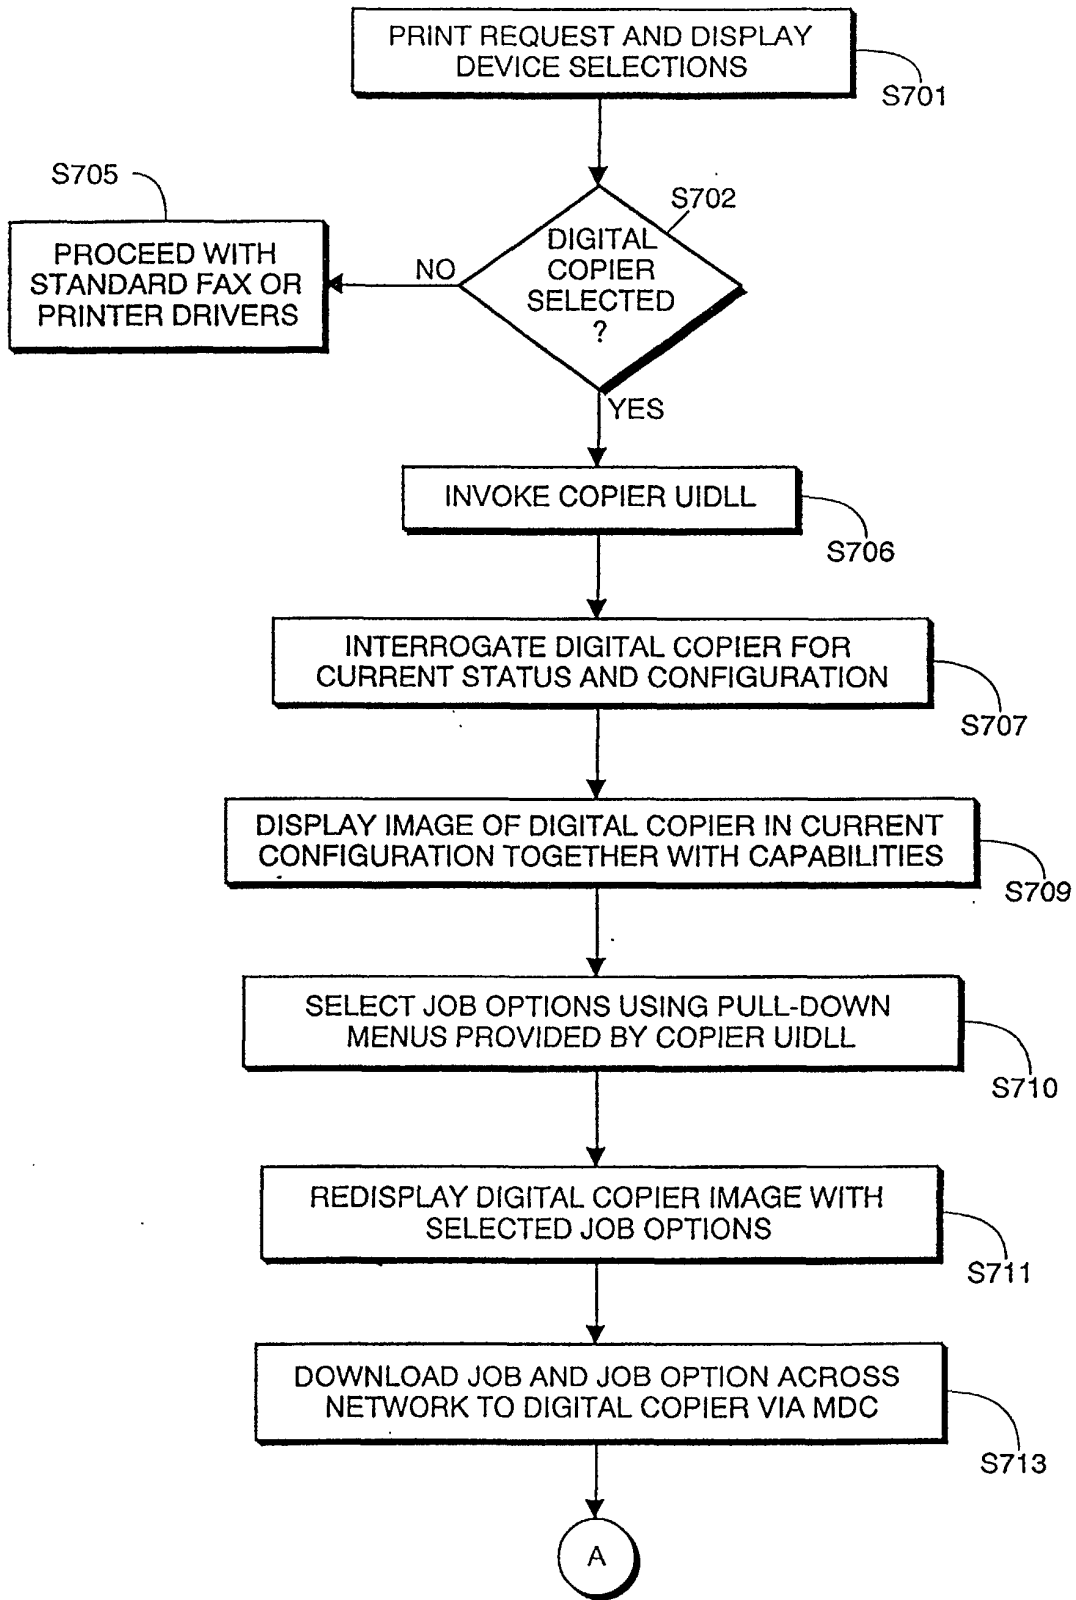 PRINT REQUEST AND DISPLAY
DEVICE SELECTIONS
S701
S705
S702
PROCEED WITH
STANDARD FAX OR
PRINTER DRIVERS
NO
DIGITAL
COPIER
SELECTED
?
YES
INVOKE COPIER UIDLL
S706
INTERROGATE DIGITAL COPIER FOR
CURRENT STATUS AND CONFIGURATION
S707
DISPLAY IMAGE OF DIGITAL COPIER IN CURRENT
CONFIGURATION TOGETHER WITH CAPABILITIES
S709
SELECT JOB OPTIONS USING PULL-DOWN
MENUS PROVIDED BY COPIER UIDLL
S710
REDISPLAY DIGITAL COPIER IMAGE WITH
SELECTED JOB OPTIONS
S711
DOWNLOAD JOB AND JOB OPTION ACROSS
NETWORK TO DIGITAL COPIER VIA MDC
S713
A